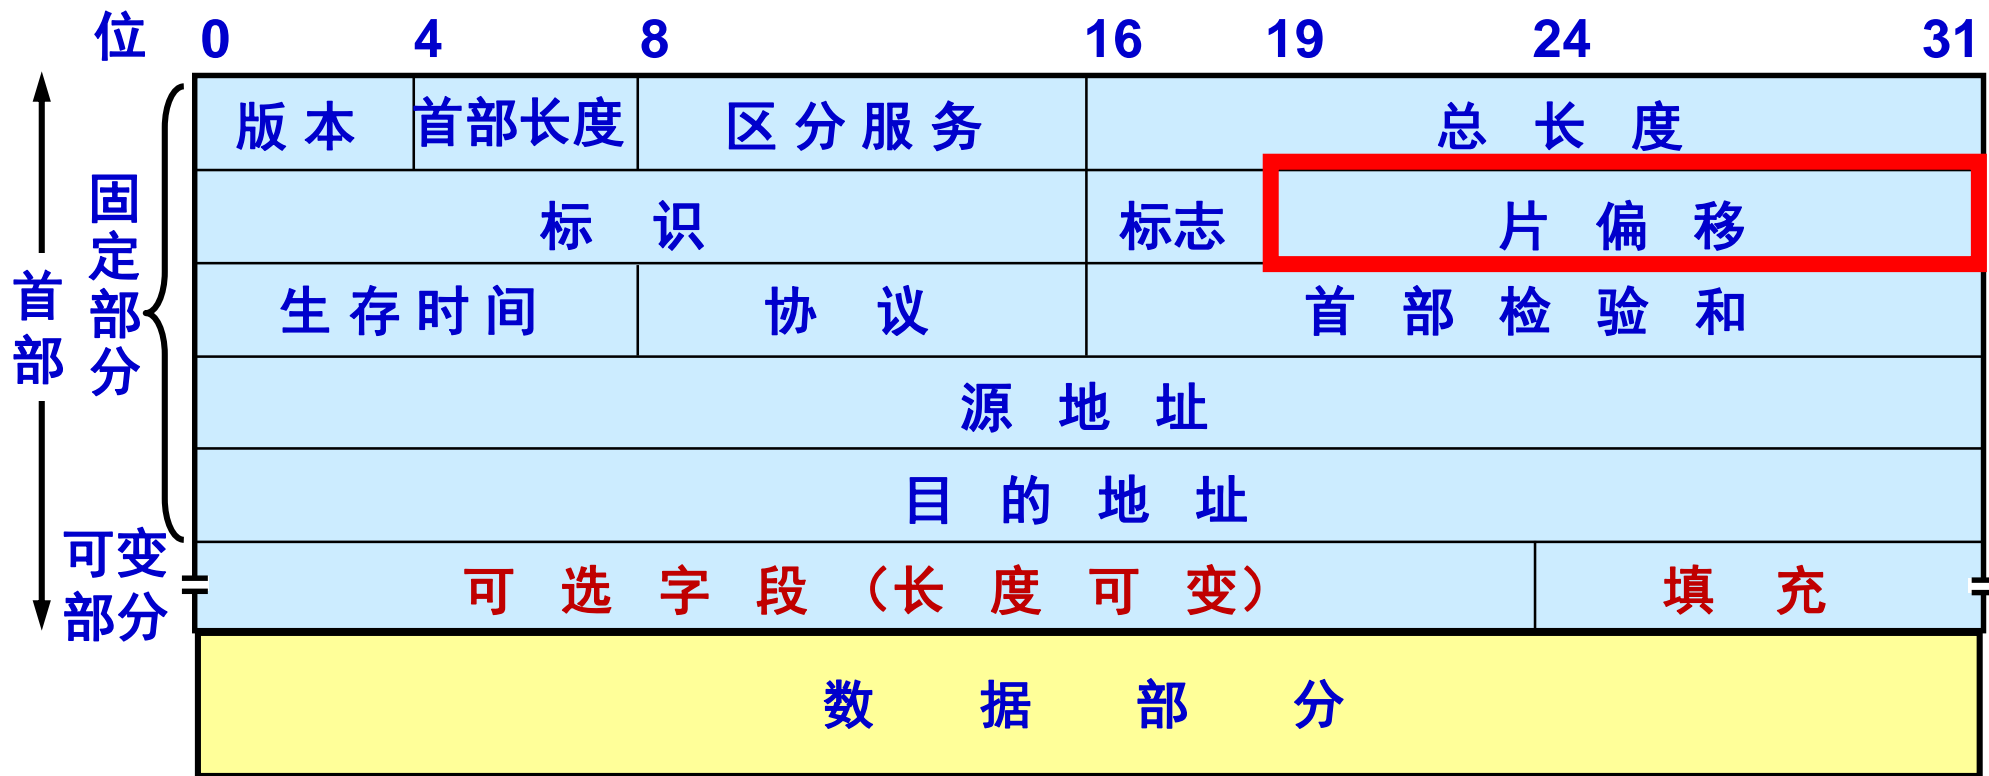 位 0 4 8 16 19 24 31
版 本 首部长度 区 分 服 务 总 长 度
标 识 标志 片 偏 移
生 存 时 间 协 议 首 部 检 验 和
源 地 址
目 的 地 址
可 选 字 段 （长 度 可 变） 填 充
数 据 部 分
首部
固定部分
可变
部分